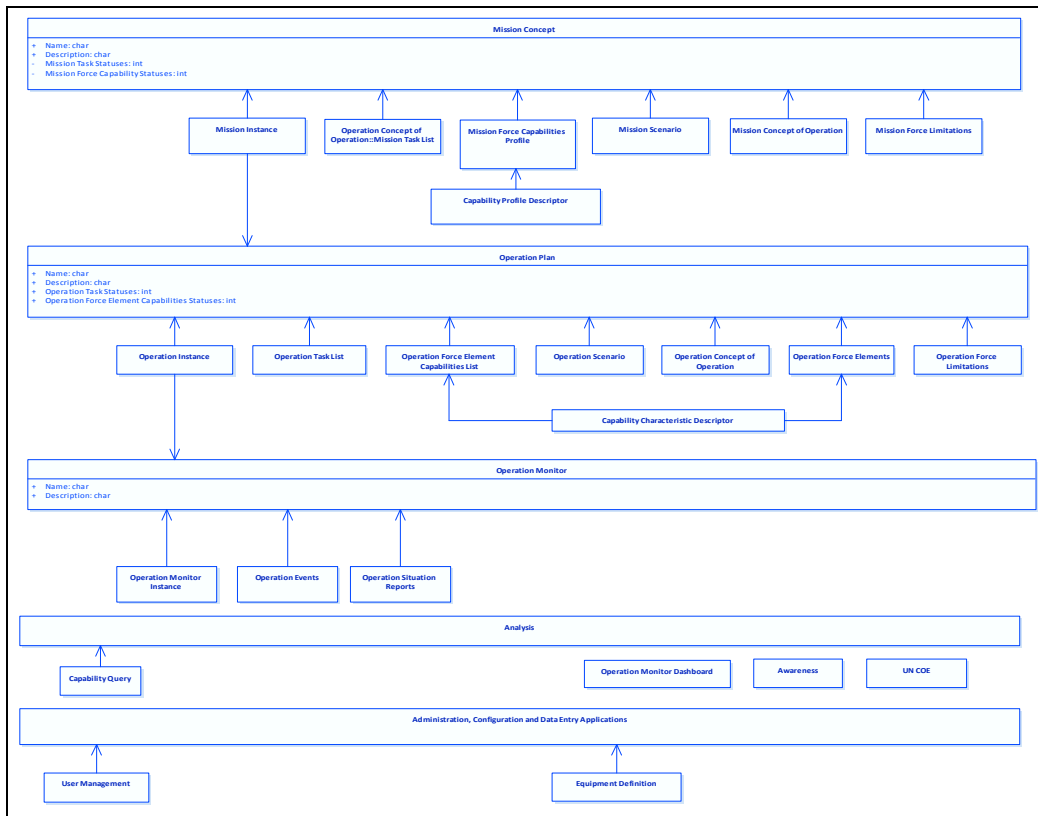 Mission Concept
+ Name: char
+ Description: char
- Mission Task Statuses: int
- Mission Force Capability Statuses: int
Mission Instance
Operation Concept of
Operation::Mission Task List
Mission Force Capabilities
Profile
Mission Scenario
Mission Concept of Operation
Mission Force Limitations
Capability Profile Descriptor
Operation Plan
+ Name: char
+ Description: char
+ Operation Task Statuses: int
+ Operation Force Element Capabilities Statuses: int
Operation Instance
Operation Task List
Operation Force Element
Capabilities List
Operation Scenario
Operation Concept of
Operation
Operation Force Elements
Operation Force
Limitations
Capability Characteristic Descriptor
Operation Monitor
+ Name: char
+ Description: char
Operation Monitor
Instance
Operation Events
Operation Situation
Reports
Analysis
Capability Query
Operation Monitor Dashboard
Awareness
UN COE
Administration, Configuration and Data Entry Applications
User Management
Equipment Definition